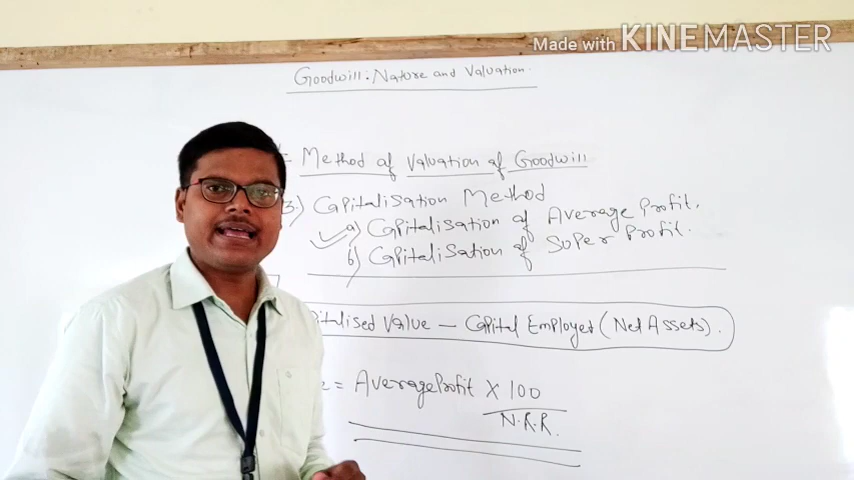 Made with KINEMASTER
Goodwill: Nature and Valuation.
Method of Valuation of Goodwill
3.) Capitalisation Method
a) Capitalisation of Average Profit.
b) Capitalisation of Super Profit.
Value – Capital Employed (Net Assets).
= Average Profit X 100
N.R.R.